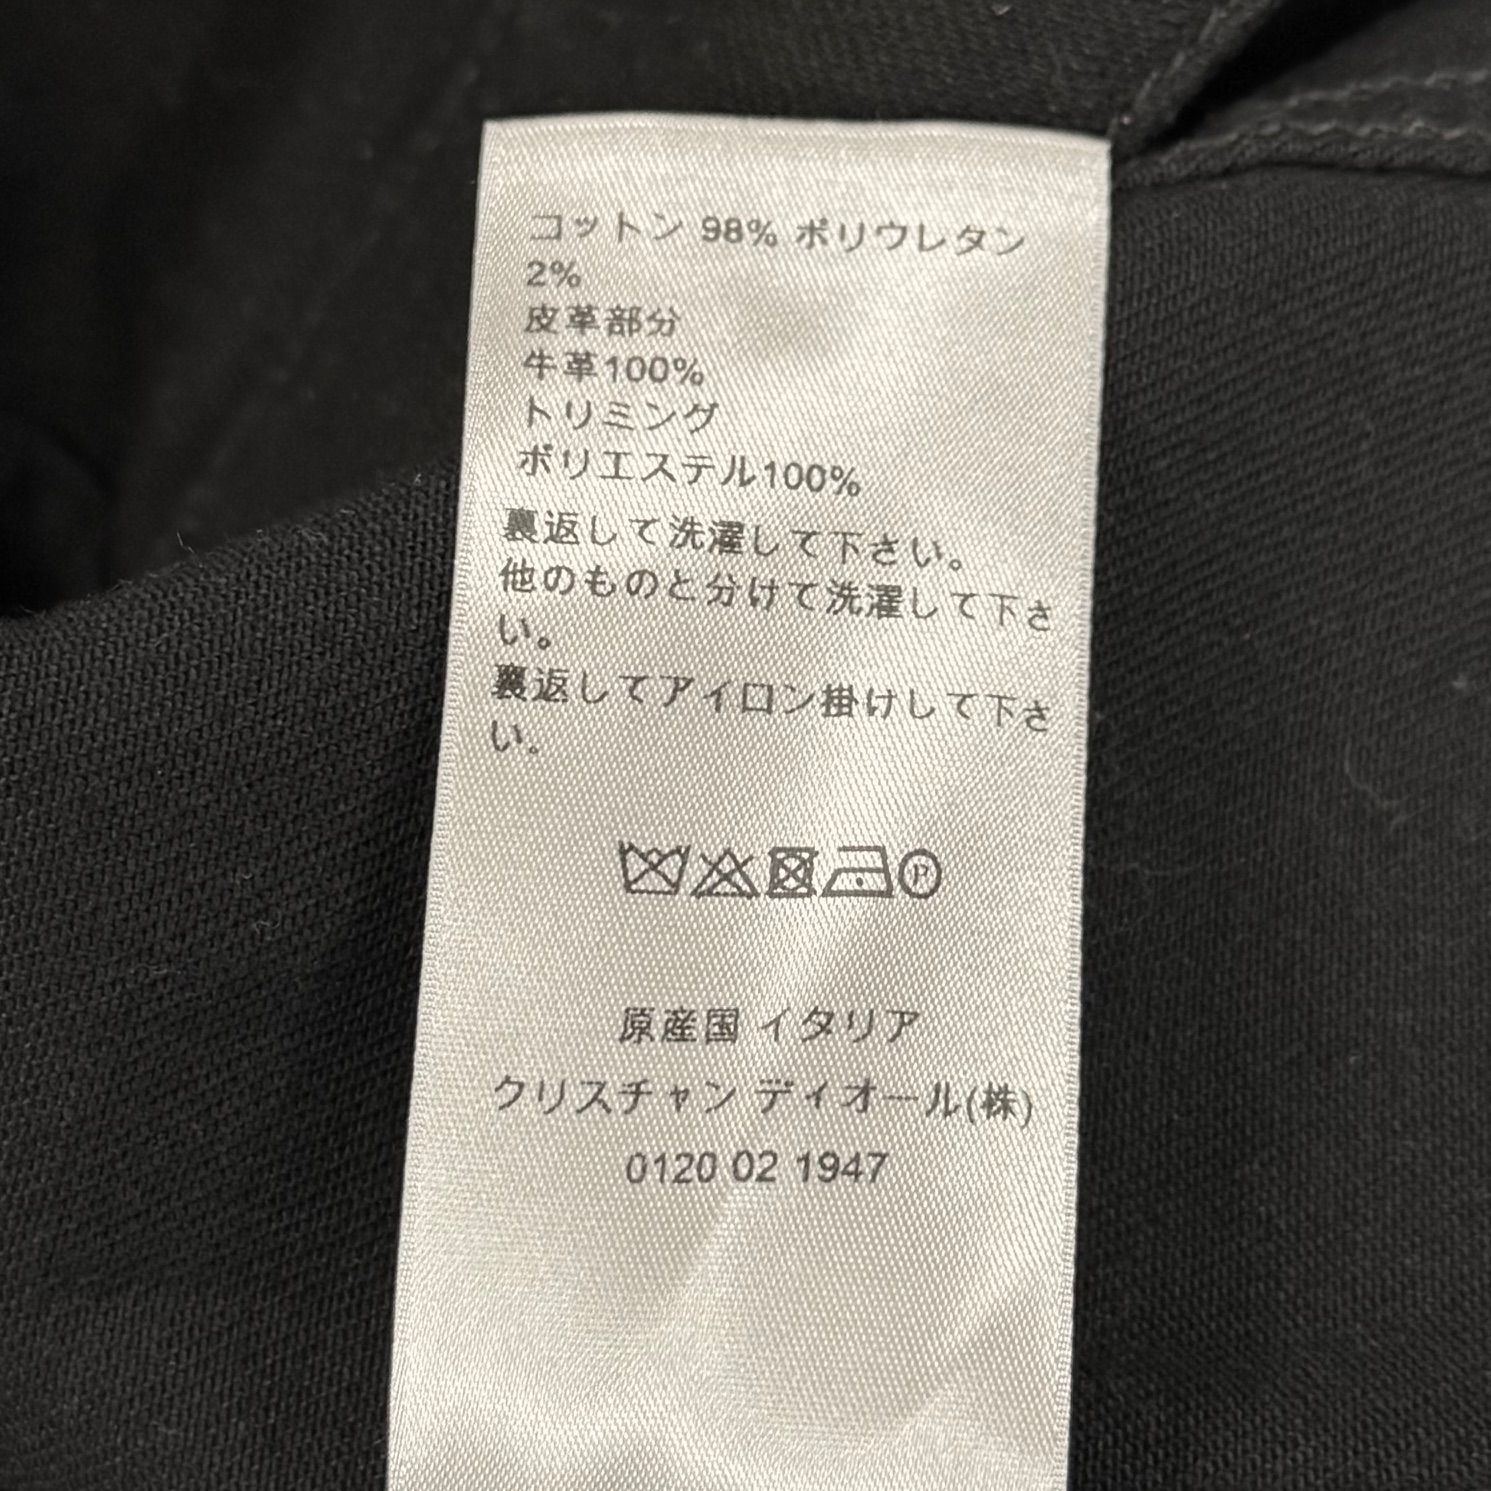 コットン 98% ポリウレタン
2%
皮革部分
牛革100%
トリミング
ポリエステル100%
裏返して洗濯して下さい。
他のものと分けて洗濯して下さ
い。
裏返してアイロン掛けして下さ
い。
P
原産国 イタリア
クリスチャン ディオール(株)
0120 02 1947